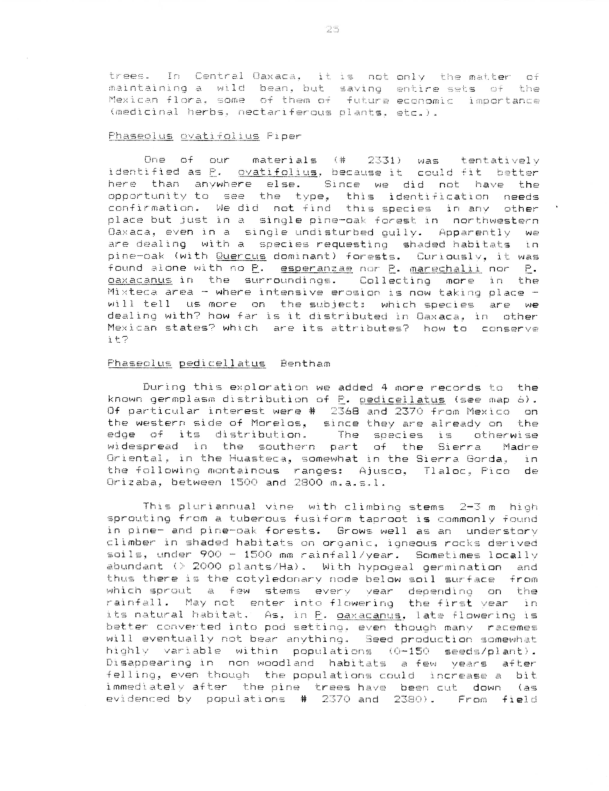 25
trees. In Central Oaxaca, it is not only the matter of
maintaining a wild bean, but saving entire sets of the
Mexican flora, some of them of future economic importance
(medicinal herbs, nectariferous plants, etc.).
Phaseolus ovatifolius Piper
One of our materials (# 2331) was tentatively
identified as P. ovatifolius, because it could fit better
here than anywhere else. Since we did not have the
opportunity to see the type, this identification needs
confirmation. We did not find this species in any other
place but just in a single pine-oak forest in northwestern
Oaxaca, even in a single undisturbed gully. Apparently we
are dealing with a species requesting shaded habitats in
pine-oak (with Quercus dominant) forests. Curiously, it was
found alone with no P. esperanzae nor P. marechalii nor P.
oaxacanus in the surroundings. Collecting more in the
Mixteca area - where intensive erosion is now taking place -
will tell us more on the subject: which species are we
dealing with? how far is it distributed in Oaxaca, in other
Mexican states? which are its attributes? how to conserve
it?
Phaseolus pedicellatus Bentham
During this exploration we added 4 more records to the
known germplasm distribution of P. pedicellatus (see map 6).
Of particular interest were # 2368 and 2370 from Mexico on
the western side of Morelos, since they are already on the
edge of its distribution. The species is otherwise
widespread in the southern part of the Sierra Madre
Oriental, in the Huasteca, somewhat in the Sierra Gorda, in
the following montainous ranges: Ajusco, Tlaloc, Pico de
Orizaba, between 1500 and 2800 m.a.s.l.
This pluriannual vine with climbing stems 2-3 m high
sprouting from a tuberous fusiform taproot is commonly found
in pine- and pine-oak forests. Grows well as an understory
climber in shaded habitats on organic, igneous rocks derived
soils, under 900 - 1500 mm rainfall/year. Sometimes locally
abundant (> 2000 plants/Ha). With hypogeal germination and
thus there is the cotyledonary node below soil surface from
which sprout a few stems every year depending on the
rainfall. May not enter into flowering the first year in
its natural habitat. As, in P. oaxacanus, late flowering is
better converted into pod setting, even though many racemes
will eventually not bear anything. Seed production somewhat
highly variable within populations (0-150 seeds/plant).
Disappearing in non woodland habitats a few years after
felling, even though the populations could increase a bit
immediately after the pine trees have been cut down (as
evidenced by populations # 2370 and 2380). From field